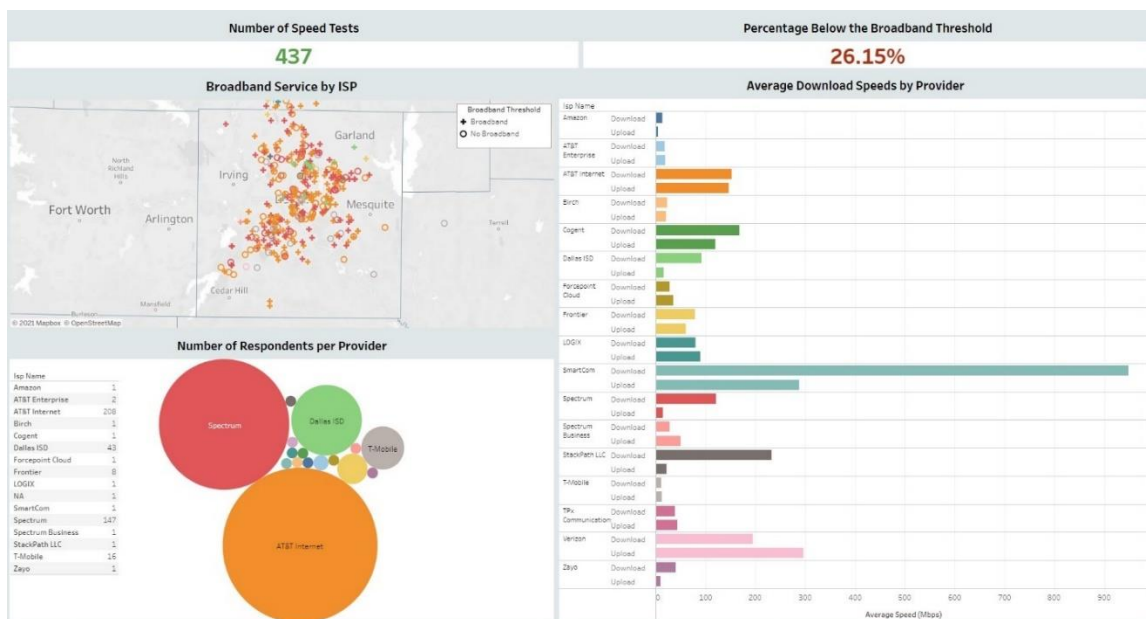 Number of Speed Tests
437
Percentage Below the Broadband Threshold
26.15%
Broadband Service by ISP
Broadband Threshold
Broadband
No Broadband
Garland
North
Richland
Hills
Irving
Fort Worth
Arlington
Mesquite
Terrell
Cedar Hill
Mansfield
Burleson
© 2021 Mapbox © OpenStreetMap
Number of Respondents per Provider
Isp Name
Amazon 1
AT&T Enterprise 2
AT&T Internet 208
Birch 1
Cogent 1
Dallas ISD 43
Forcepoint Cloud 1
Frontier 8
LOGIX 1
NA 1
SmartCom 1
Spectrum 147
Spectrum Business 1
StackPath LLC 1
T-Mobile 16
Zayo 1
Spectrum
Dallas ISD
T-Mobile
AT&T Internet
Average Download Speeds by Provider
Isp Name
Amazon Download
Upload
AT&T Enterprise Download
Upload
AT&T Internet Download
Upload
Birch Download
Upload
Cogent Download
Upload
Dallas ISD Download
Upload
Forcepoint Cloud Download
Upload
Frontier Download
Upload
LOGIX Download
Upload
SmartCom Download
Upload
Spectrum Download
Upload
Spectrum Business Download
Upload
StackPath LLC Download
Upload
T-Mobile Download
Upload
TPx Communication Download
Upload
Verizon Download
Upload
Zayo Download
Upload
0 100 200 300 400 500 600 700 800 900
Average Speed (Mbps)